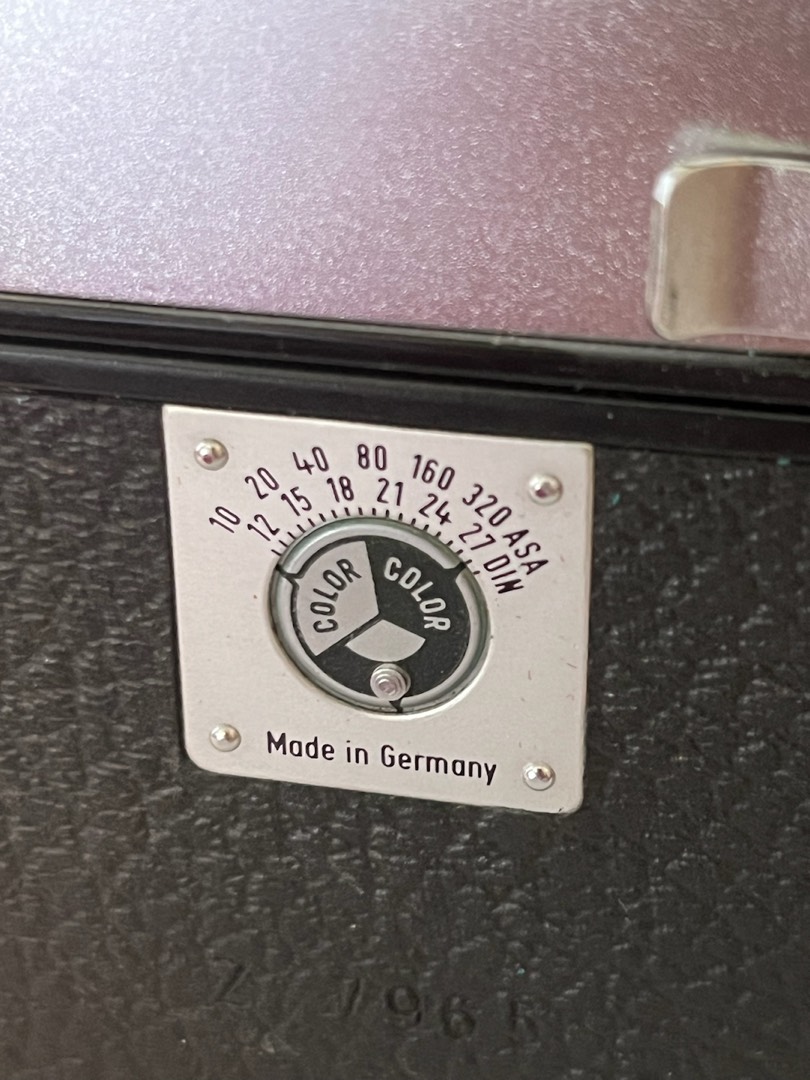 10 20 40 80 160 320 ASA
12 15 18 21 24 27 DIN
COLOR COLOR
Made in Germany